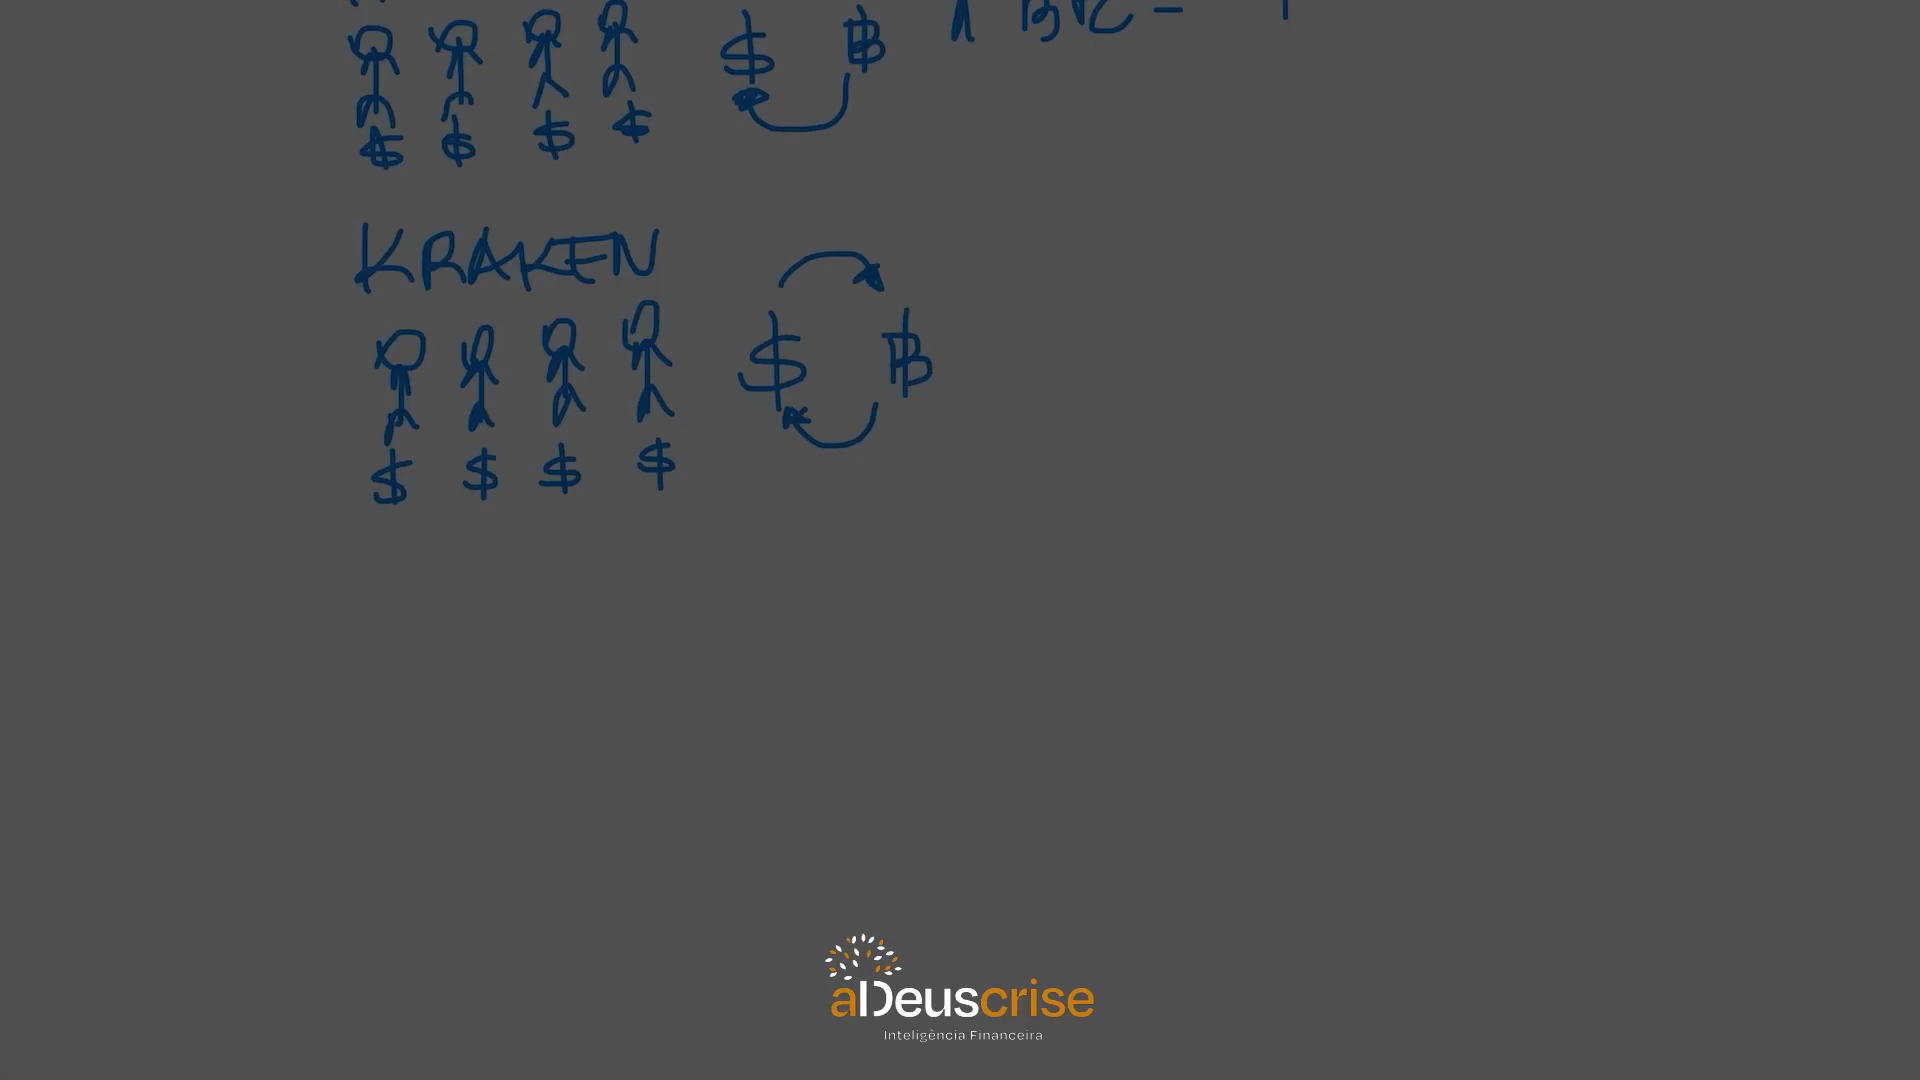 $ ฿
$ $ $ $
KRAKEN
$ ฿
$ $ $ $
aDeuscrise
Inteligência Financeira